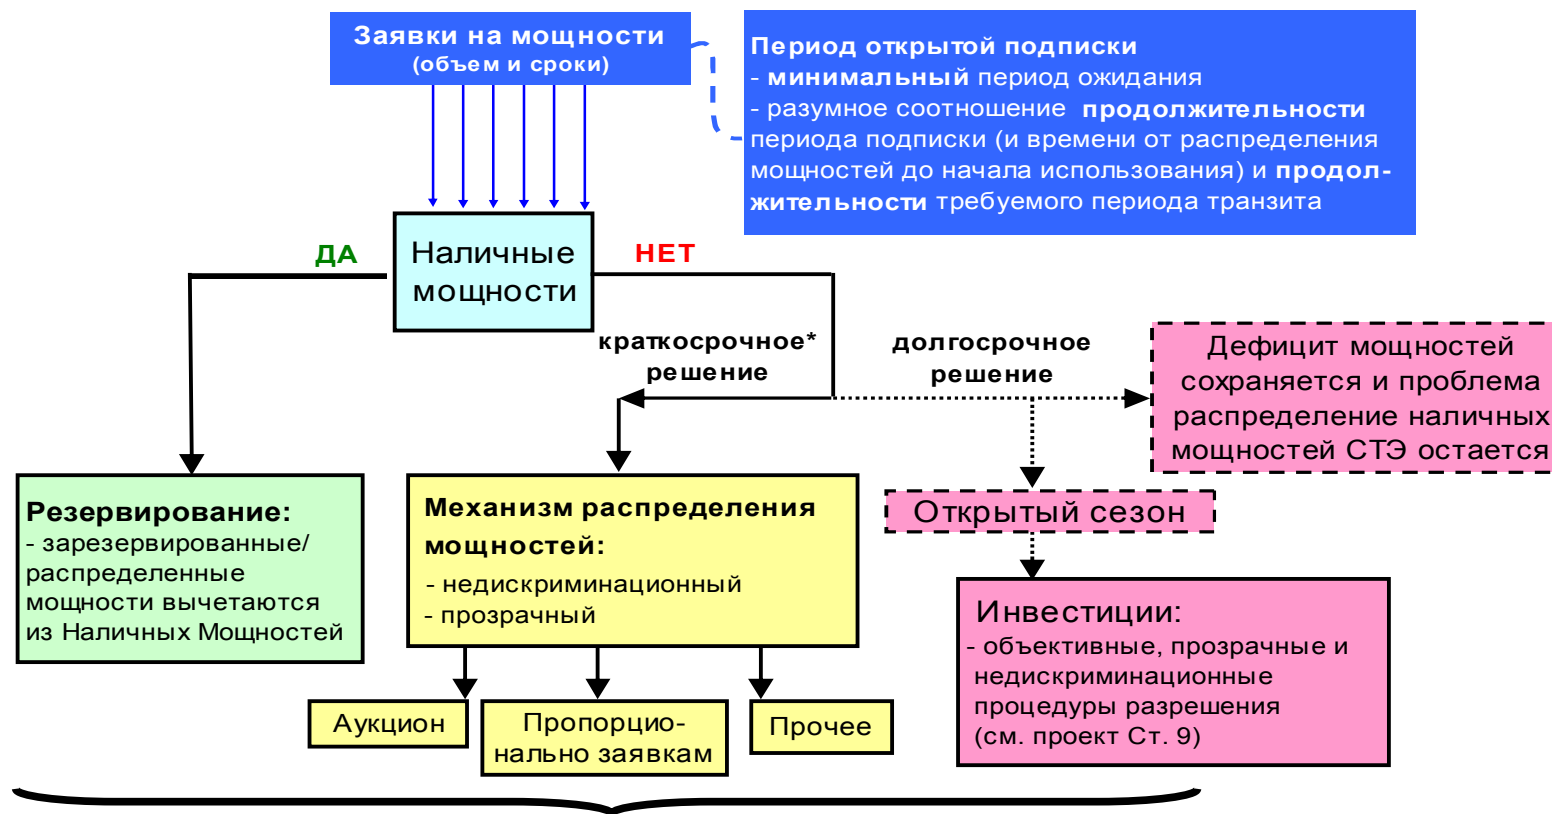 Заявки на мощности
(объем и сроки)
Период открытой подписки
- минимальный период ожидания
- разумное соотношение продолжительности
периода подписки (и времени от распределения
мощностей до начала использования) и продол-
жительности требуемого периода транзита
ДА
Наличные
мощности
НЕТ
краткосрочное*
решение
долгосрочное
решение
Дефицит мощностей
сохраняется и проблема
распределение наличных
мощностей СТЭ остается
Резервирование:
- зарезервированные/
распределенные
мощности вычетаются
из Наличных Мощностей
Механизм распределения
мощностей:
- недискриминационный
- прозрачный
Открытый сезон
Инвестиции:
- объективные, прозрачные и
недискриминационные
процедуры разрешения
(см. проект Ст. 9)
Аукцион
Пропорцио-
нально заявкам
Прочее